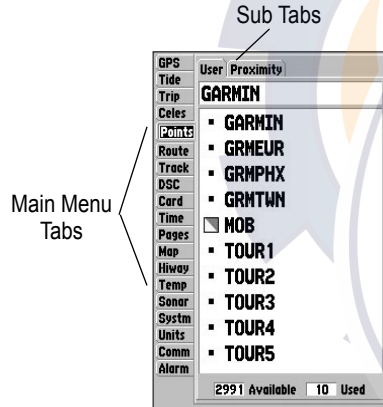 Sub Tabs
Main Menu
Tabs
GPS
Tide
Trip
Celes
Points
Route
Track
DSC
Card
Time
Pages
Map
Hiway
Temp
Sonar
Systm
Units
Comm
Alarm
User Proximity
GARMIN
GARMIN
GRMEUR
GRMPHX
GRMTWN
MOB
TOUR1
TOUR2
TOUR3
TOUR4
TOUR5
2991 Available 10 Used